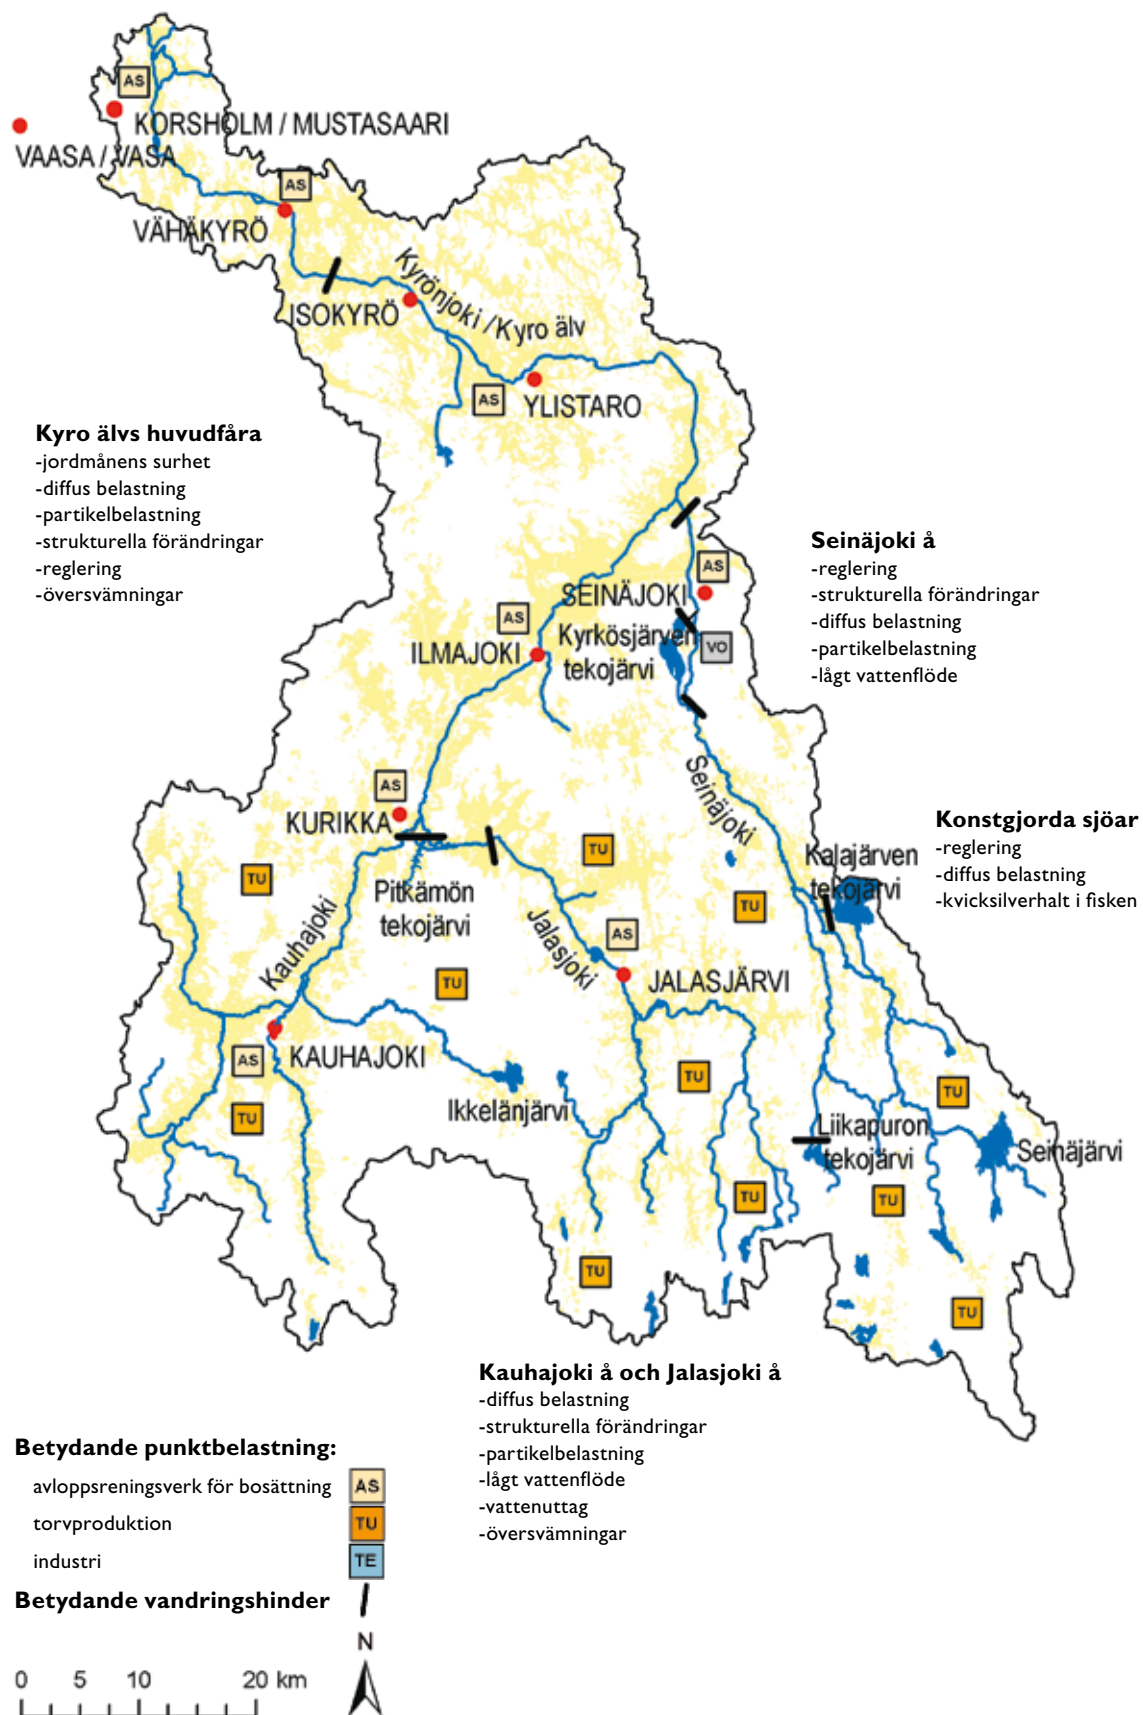 AS
KORSHOLM / MUSTASAARI
VAASA / VASA
AS
VÄHÄKYRÖ
Kyrönjoki / Kyro älv
ISOKYRÖ
AS
YLISTARO
Kyro älvs huvudfåra
-jordmånens surhet
-diffus belastning
-partikelbelastning
-strukturella förändringar
-reglering
-översvämningar
Seinäjoki å
-reglering
-strukturella förändringar
-diffus belastning
-partikelbelastning
-lågt vattenflöde
AS
SEINÄJOKI
AS
Kyrkösjärven
tekojärvi
VO
ILMAJOKI
Seinäjoki
AS
KURIKKA
TU
TU
Pitkämön
tekojärvi
Konstgjorda sjöar
-reglering
-diffus belastning
-kvicksilverhalt i fisken
Kalajärven
tekojärvi
TU
Kauhajoki
Jalasjoki
AS
TU
JALASJÄRVI
KAUHAJOKI
AS
TU
Ikkelänjärvi
TU
TU
Liikapuron
tekojärvi
Seinäjärvi
TU
TU
TU
TU
Kauhajoki å och Jalasjoki å
-diffus belastning
-strukturella förändringar
-partikelbelastning
-lågt vattenflöde
-vattenuttag
-översvämningar
Betydande punktbelastning:
avloppsreningsverk för bosättning AS
torvproduktion TU
industri TE
Betydande vandringshinder
N
0 5 10 20 km